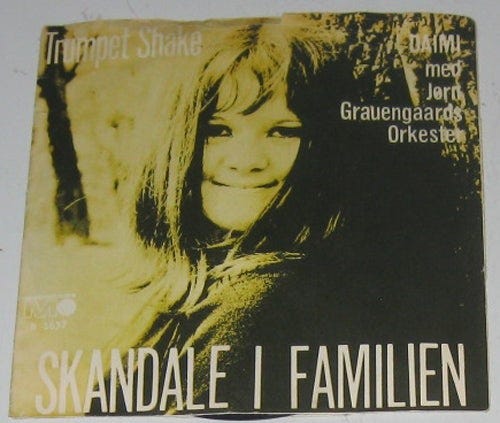 Trumpet Shake
DAIMI
med
Jørn
Grauengaards
Orkester
SKANDALE I FAMILIEN